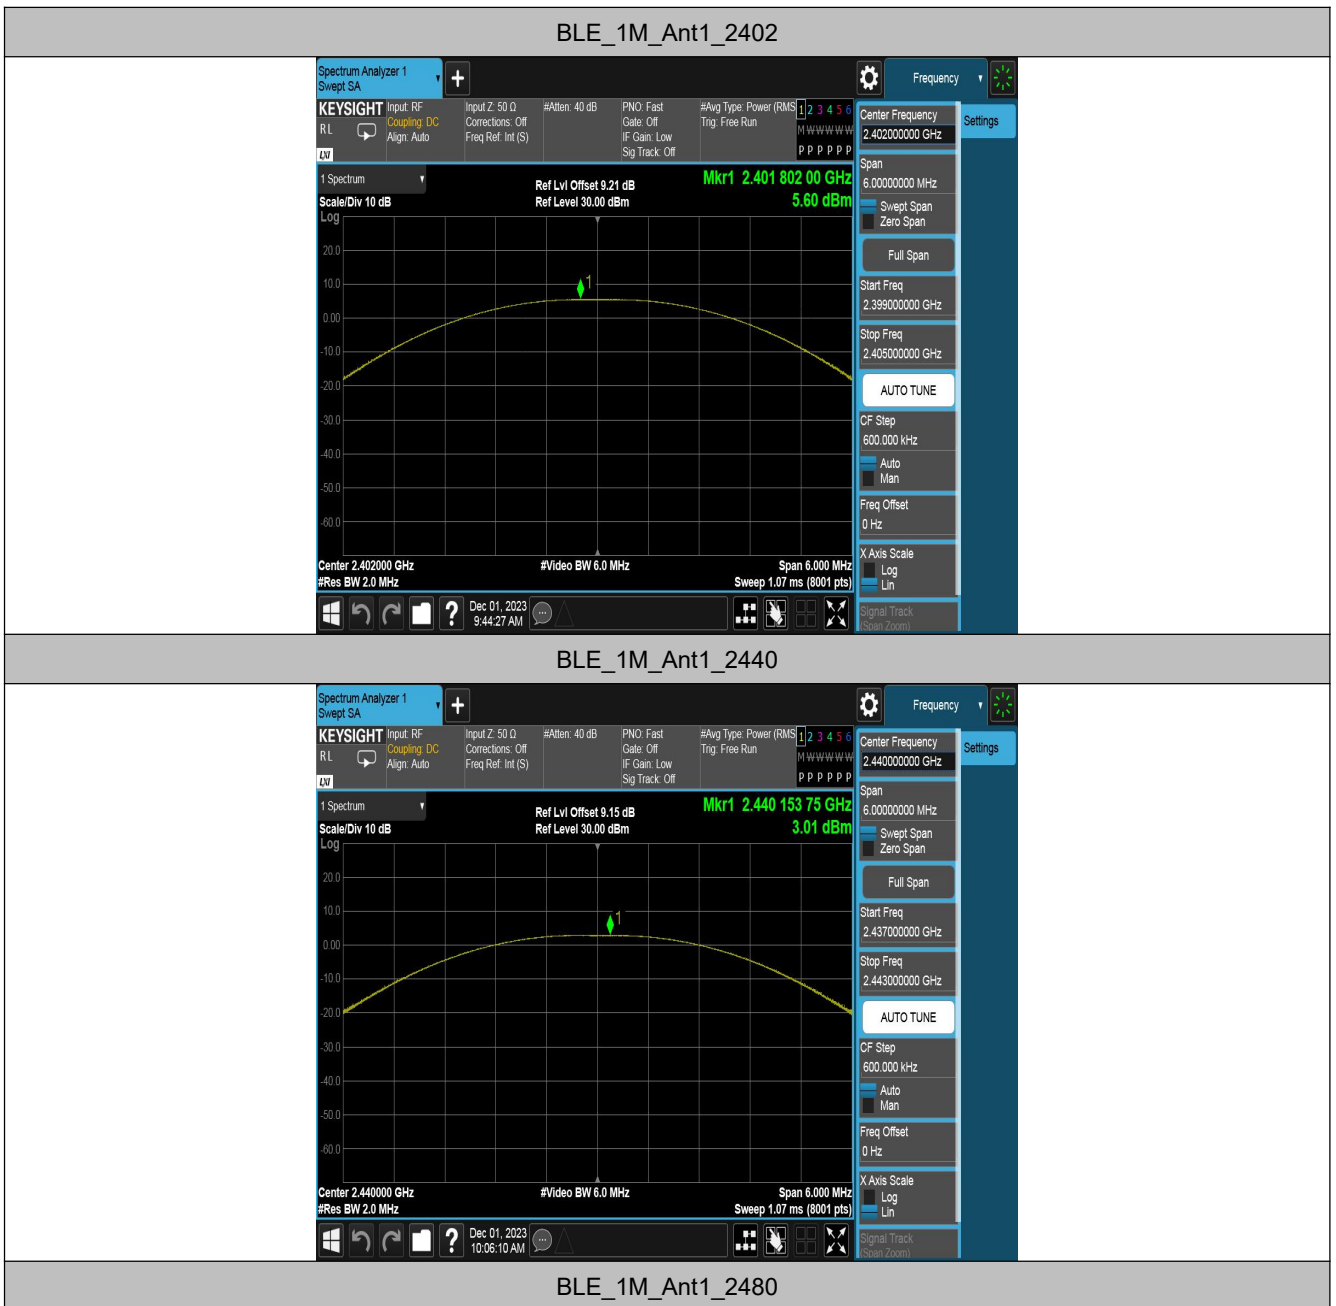 BLE_1M_Ant1_2402
Spectrum Analyzer 1
Swept SA
+
Frequency
KEYSIGHT
RL
LXI
Input: RF
Coupling: DC
Align: Auto
Input Z: 50 Ω
Corrections: Off
Freq Ref: Int (S)
#Atten: 40 dB
PNO: Fast
Gate: Off
IF Gain: Low
Sig Track: Off
#Avg Type: Power (RMS
Trig: Free Run
1 2 3 4 5 6
M W W W W W
P P P P P P
1 Spectrum
Scale/Div 10 dB
Ref Lvl Offset 9.21 dB
Ref Level 30.00 dBm
Mkr1 2.401 802 00 GHz
5.60 dBm
Log
20.0
10.0
0.00
-10.0
-20.0
-30.0
-40.0
-50.0
-60.0
1
Center 2.402000 GHz
#Res BW 2.0 MHz
#Video BW 6.0 MHz
Span 6.000 MHz
Sweep 1.07 ms (8001 pts)
Dec 01, 2023
9:44:27 AM
Center Frequency
2.402000000 GHz
Settings
Span
6.00000000 MHz
Swept Span
Zero Span
Full Span
Start Freq
2.399000000 GHz
Stop Freq
2.405000000 GHz
AUTO TUNE
CF Step
600.000 kHz
Auto
Man
Freq Offset
0 Hz
X Axis Scale
Log
Lin
Signal Track
(Span Zoom)
BLE_1M_Ant1_2440
Spectrum Analyzer 1
Swept SA
+
Frequency
KEYSIGHT
RL
LXI
Input: RF
Coupling: DC
Align: Auto
Input Z: 50 Ω
Corrections: Off
Freq Ref: Int (S)
#Atten: 40 dB
PNO: Fast
Gate: Off
IF Gain: Low
Sig Track: Off
#Avg Type: Power (RMS
Trig: Free Run
1 2 3 4 5 6
M W W W W W
P P P P P P
1 Spectrum
Scale/Div 10 dB
Ref Lvl Offset 9.15 dB
Ref Level 30.00 dBm
Mkr1 2.440 153 75 GHz
3.01 dBm
Log
20.0
10.0
0.00
-10.0
-20.0
-30.0
-40.0
-50.0
-60.0
1
Center 2.440000 GHz
#Res BW 2.0 MHz
#Video BW 6.0 MHz
Span 6.000 MHz
Sweep 1.07 ms (8001 pts)
Dec 01, 2023
10:06:10 AM
Center Frequency
2.440000000 GHz
Settings
Span
6.00000000 MHz
Swept Span
Zero Span
Full Span
Start Freq
2.437000000 GHz
Stop Freq
2.443000000 GHz
AUTO TUNE
CF Step
600.000 kHz
Auto
Man
Freq Offset
0 Hz
X Axis Scale
Log
Lin
Signal Track
(Span Zoom)
BLE_1M_Ant1_2480